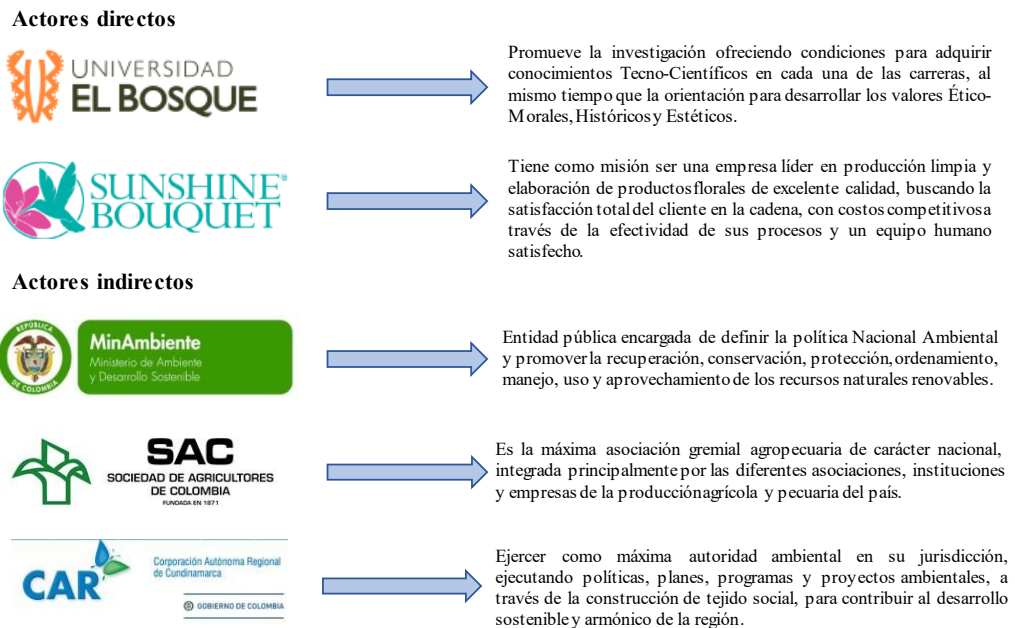 Actores directos
UNIVERSIDAD
EL BOSQUE
Promueve la investigación ofreciendo condiciones para adquirir
conocimientos Tecno-Científicos en cada una de las carreras, al
mismo tiempo que la orientación para desarrollar los valores Ético-
Morales, Históricos y Estéticos.
SUNSHINE
BOUQUET
Tiene como misión ser una empresa líder en producción limpia y
elaboración de productos florales de excelente calidad, buscando la
satisfacción total del cliente en la cadena, con costos competitivos a
través de la efectividad de sus procesos y un equipo humano
satisfecho.
Actores indirectos
REPÚBLICA
DE COLOMBIA
MinAmbiente
Ministerio de Ambiente
y Desarrollo Sostenible
Entidad pública encargada de definir la política Nacional Ambiental
y promover la recuperación, conservación, protección, ordenamiento,
manejo, uso y aprovechamiento de los recursos naturales renovables.
SAC
SOCIEDAD DE AGRICULTORES
DE COLOMBIA
FUNDADA EN 1871
Es la máxima asociación gremial agropecuaria de carácter nacional,
integrada principalmente por las diferentes asociaciones, instituciones
y empresas de la producción agrícola y pecuaria del país.
CAR
Corporación Autónoma Regional
de Cundinamarca
GOBIERNO DE COLOMBIA
Ejercer como máxima autoridad ambiental en su jurisdicción,
ejecutando políticas, planes, programas y proyectos ambientales, a
través de la construcción de tejido social, para contribuir al desarrollo
sostenible y armónico de la región.